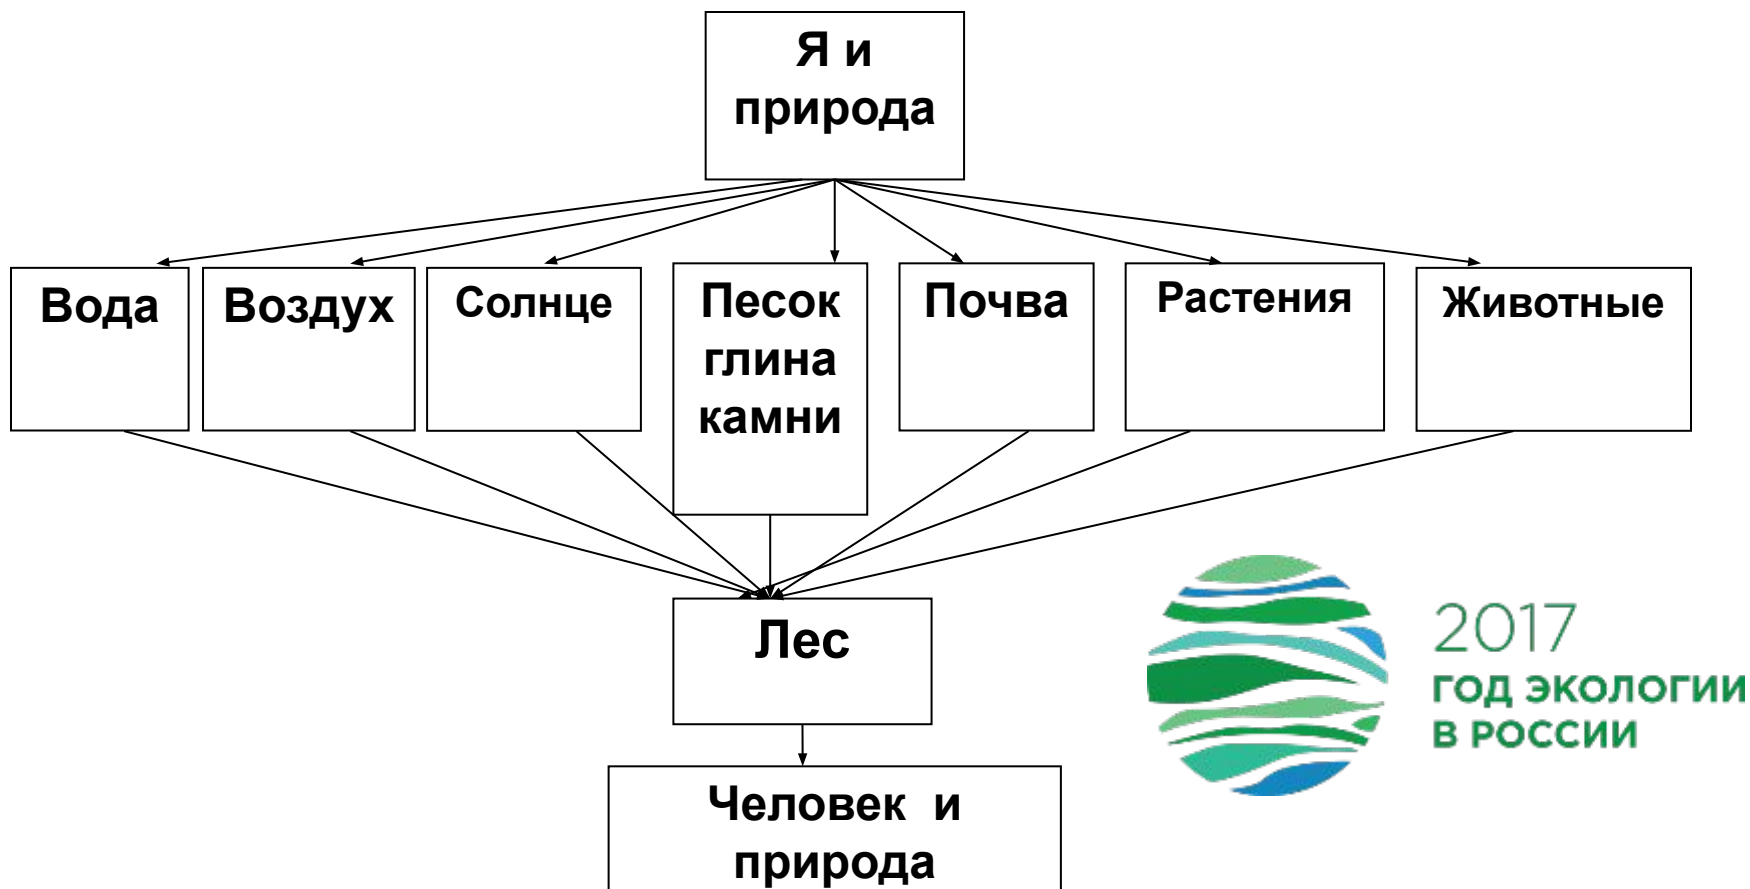 Я и
природа
Вода
Воздух
Солнце
Песок
глина
камни
Почва
Растения
Животные
Лес
2017
ГОД ЭКОЛОГИИ
В РОССИИ
Человек и
природа